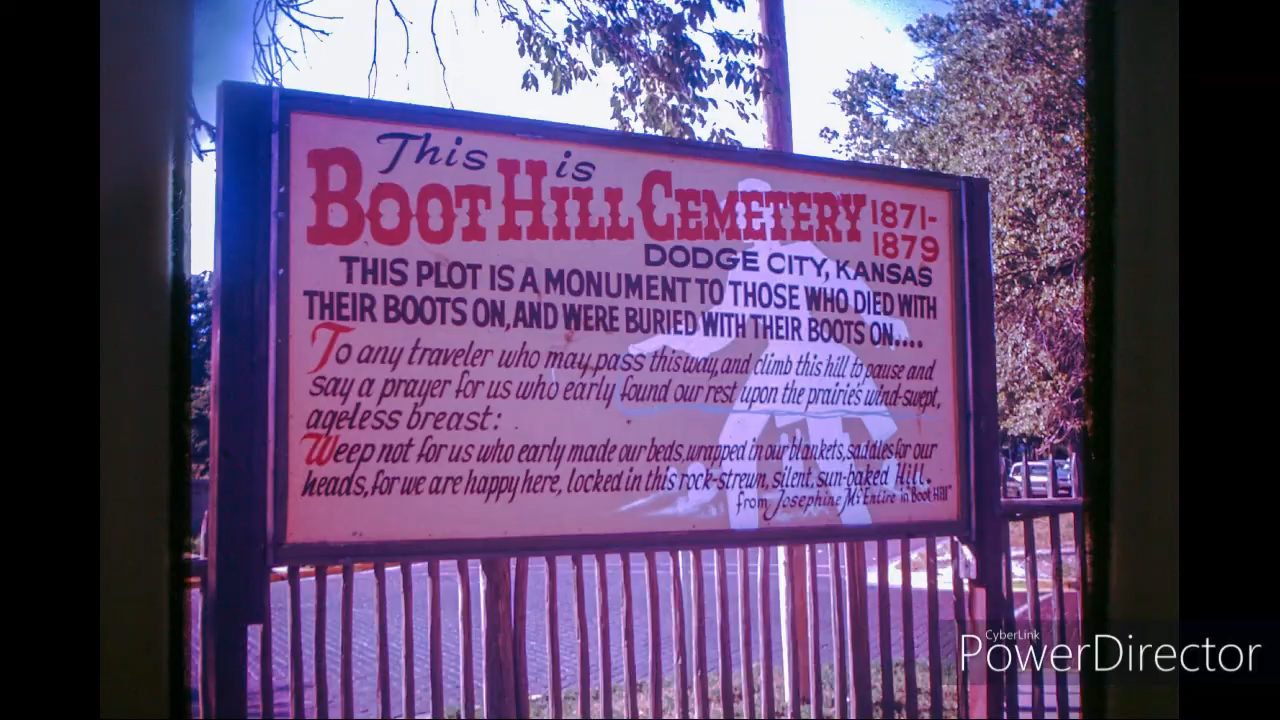 This is
BOOT HILL CEMETERY 1871-
1879
DODGE CITY, KANSAS
THIS PLOT IS A MONUMENT TO THOSE WHO DIED WITH
THEIR BOOTS ON, AND WERE BURIED WITH THEIR BOOTS ON....
To any traveler who may pass this way, and climb this hill to pause and
say a prayer for us who early found our rest upon the prairie's wind-swept,
ageless breast:
Weep not for us who early made our beds, wrapped in our blankets, saddles for our
heads, for we are happy here, locked in this rock-strewn, silent, sun-baked Hill.
from Josephine McEntire in "Boot Hill"
CyberLink
PowerDirector